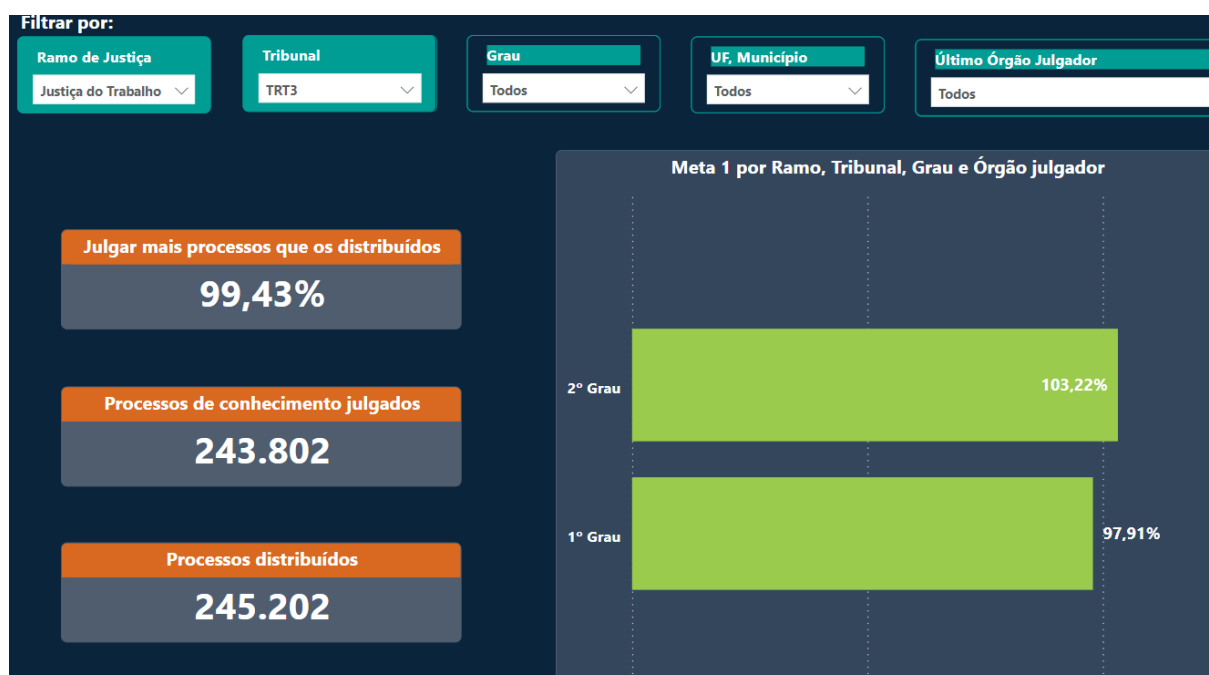 Filtrar por:
Ramo de Justiça
Justiça do Trabalho
Tribunal
TRT3
Grau
Todos
UF, Município
Todos
Último Órgão Julgador
Todos
Julgar mais processos que os distribuídos
99,43%
Processos de conhecimento julgados
243.802
Processos distribuídos
245.202
Meta 1 por Ramo, Tribunal, Grau e Órgão julgador
2º Grau
103,22%
1º Grau
97,91%